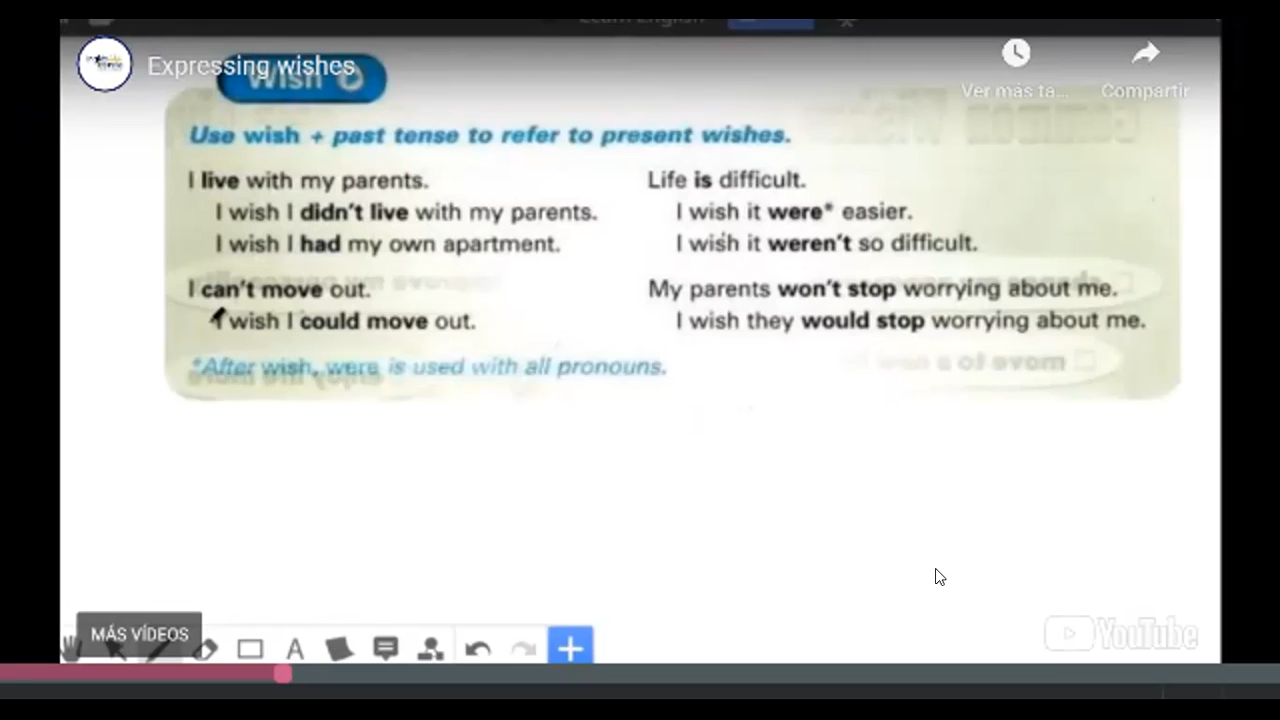 Expressing wishes
Wish
Ver más ta...
Compartir
Use wish + past tense to refer to present wishes.
I live with my parents.
I wish I didn't live with my parents.
I wish I had my own apartment.
I can't move out.
I wish I could move out.
Life is difficult.
I wish it were* easier.
I wish it weren't so difficult.
My parents won't stop worrying about me.
I wish they would stop worrying about me.
*After wish, were is used with all pronouns.
MÁS VÍDEOS
A
YouTube